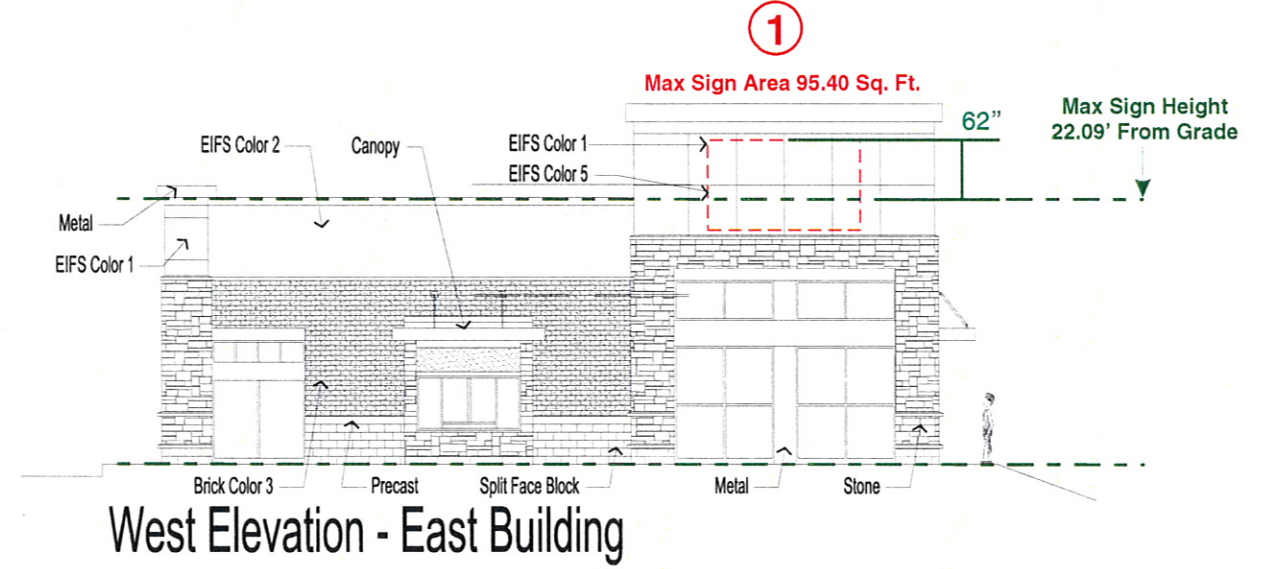 1
Max Sign Area 95.40 Sq. Ft.
62”
Max Sign Height
22.09’ From Grade
EIFS Color 2
Canopy
EIFS Color 1
EIFS Color 5
Metal
EIFS Color 1
Brick Color 3
Precast
Split Face Block
Metal
Stone
West Elevation - East Building